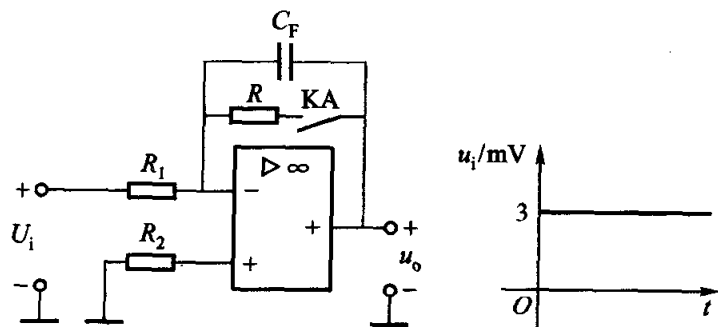 C_F
R KA
▷ ∞
R_1
+ −
U_i
R_2
+ +
u_o
− −
u_i/mV
3
O t